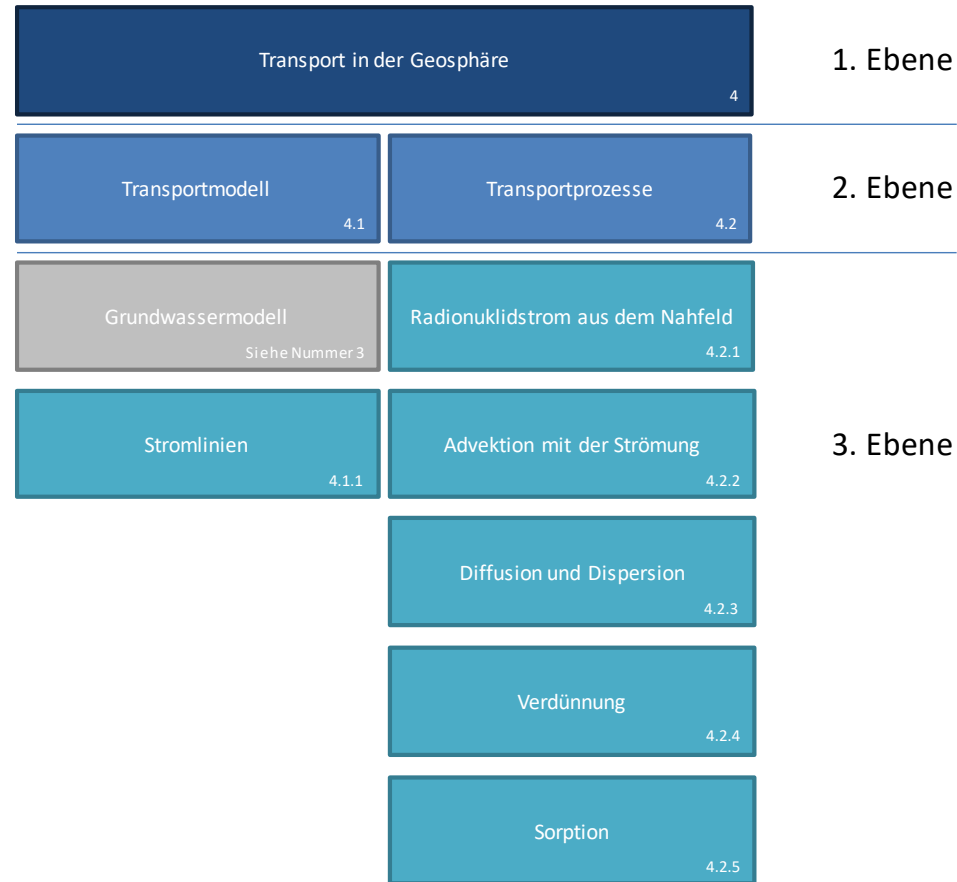 Transport in der Geosphäre
4
1. Ebene
Transportmodell
4.1
Transportprozesse
4.2
2. Ebene
Grundwassermodell
Siehe Nummer 3
Radionuklidstrom aus dem Nahfeld
4.2.1
Stromlinien
4.1.1
Advektion mit der Strömung
4.2.2
3. Ebene
Diffusion und Dispersion
4.2.3
Verdünnung
4.2.4
Sorption
4.2.5